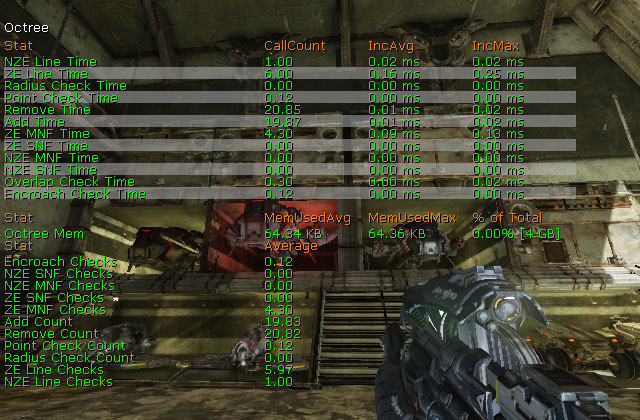 Octree
Stat CallCount IncAvg IncMax
NZE Line Time 1.00 0.02 ms 0.02 ms
ZE Line Time 6.00 0.16 ms 0.25 ms
Radius Check Time 0.00 0.00 ms 0.00 ms
Point Check Time 0.12 0.00 ms 0.00 ms
Remove Time 20.85 0.01 ms 0.02 ms
Add Time 19.87 0.01 ms 0.02 ms
ZE MNF Time 4.30 0.09 ms 0.13 ms
ZE SNF Time 0.00 0.00 ms 0.00 ms
NZE MNF Time 0.00 0.00 ms 0.00 ms
NZE SNF Time 0.00 0.00 ms 0.00 ms
Overlap Check Time 0.30 0.00 ms 0.02 ms
Encroach Check Time 0.12 0.00 ms 0.00 ms
Stat MemUsedAvg MemUsedMax % of Total
Octree Mem 64.34 KB 64.36 KB 0.00% [4 GB]
Stat Average
Encroach Checks 0.12
NZE SNF Checks 0.00
NZE MNF Checks 0.00
ZE SNF Checks 0.00
ZE MNF Checks 4.30
Add Count 19.83
Remove Count 20.82
Point Check Count 0.12
Radius Check Count 0.00
ZE Line Checks 5.97
NZE Line Checks 1.00